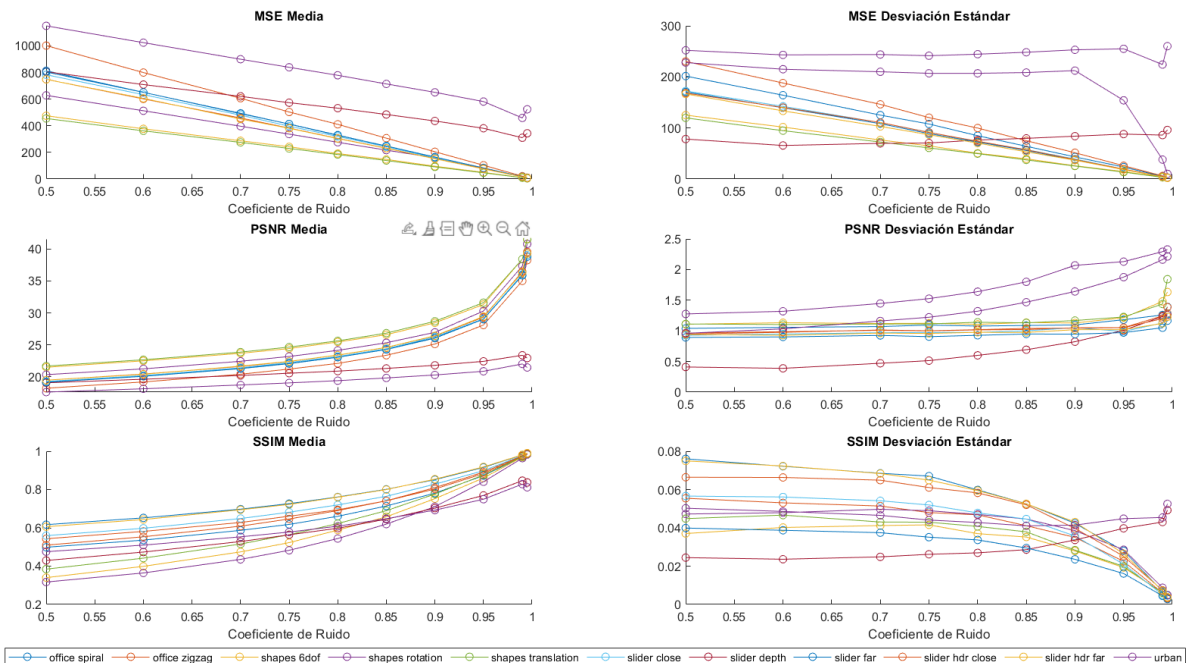 MSE Media
1000
800
600
400
200
0
0.5 0.55 0.6 0.65 0.7 0.75 0.8 0.85 0.9 0.95 1
Coeficiente de Ruido
MSE Desviación Estándar
300
200
100
0
0.5 0.55 0.6 0.65 0.7 0.75 0.8 0.85 0.9 0.95 1
Coeficiente de Ruido
PSNR Media
40
35
30
25
20
0.5 0.55 0.6 0.65 0.7 0.75 0.8 0.85 0.9 0.95 1
Coeficiente de Ruido
PSNR Desviación Estándar
2.5
2
1.5
1
0.5
0
0.5 0.55 0.6 0.65 0.7 0.75 0.8 0.85 0.9 0.95 1
Coeficiente de Ruido
SSIM Media
1
0.8
0.6
0.4
0.2
0.5 0.55 0.6 0.65 0.7 0.75 0.8 0.85 0.9 0.95 1
Coeficiente de Ruido
SSIM Desviación Estándar
0.08
0.06
0.04
0.02
0
0.5 0.55 0.6 0.65 0.7 0.75 0.8 0.85 0.9 0.95 1
Coeficiente de Ruido
office spiral office zigzag shapes 6dof shapes rotation shapes translation slider close slider depth slider far slider hdr close slider hdr far urban